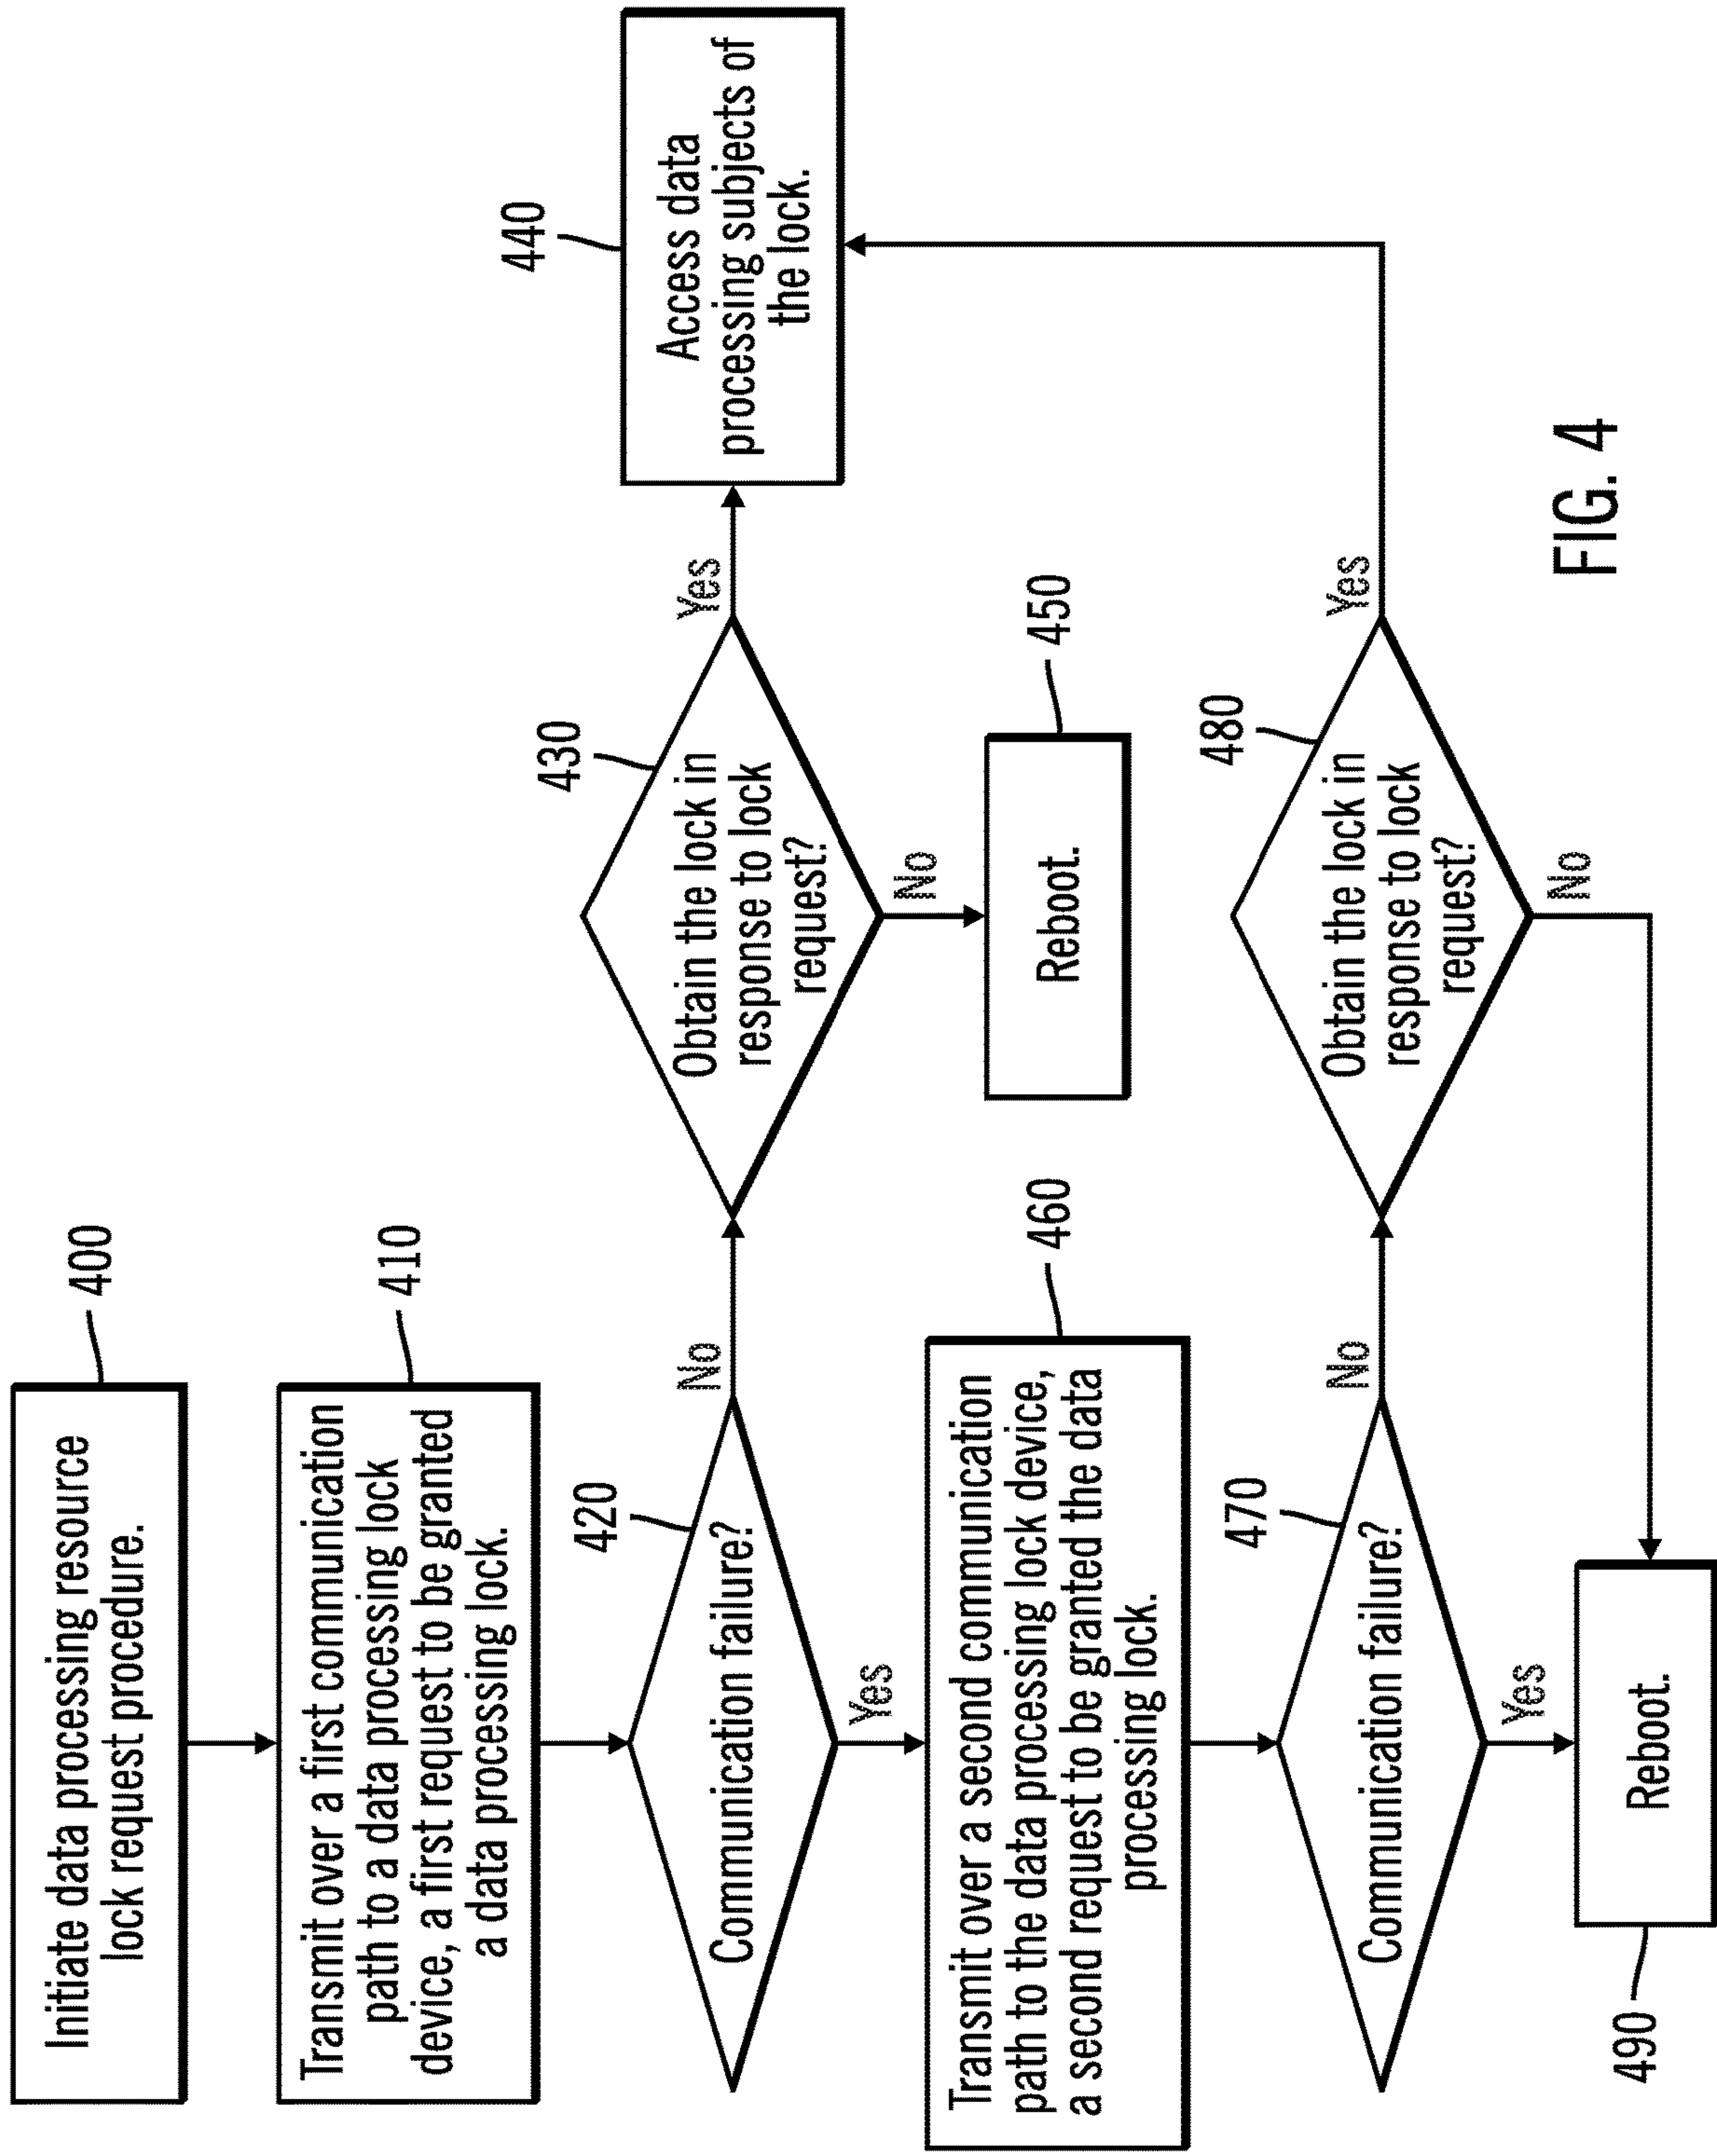 400
Initiate data processing resource
lock request procedure.
410
Transmit over a first communication
path to a data processing lock
device, a first request to be granted
a data processing lock.
420
Communication failure?
No
Yes
430
Obtain the lock in
response to lock
request?
Yes
No
440
Access data
processing subjects of
the lock.
450
Reboot.
460
Transmit over a second communication
path to the data processing lock device,
a second request to be granted the data
processing lock.
470
Communication failure?
No
Yes
480
Obtain the lock in
response to lock
request?
Yes
No
490
Reboot.
FIG. 4